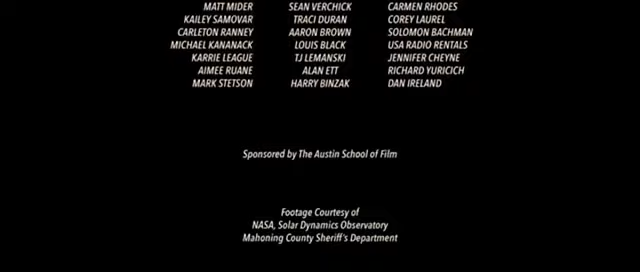 MATT MIDER SEAN VERCHICK CARMEN RHODES
KAILEY SAMOVAR TRACI DURAN COREY LAUREL
CARLETON RANNEY AARON BROWN SOLOMON BACHMAN
MICHAEL KANANACK LOUIS BLACK USA RADIO RENTALS
KARRIE LEAGUE TJ LEMANSKI JENNIFER CHEYNE
AIMEE RUANE ALAN ETT RICHARD YURICICH
MARK STETSON HARRY BINZAK DAN IRELAND
Sponsored by The Austin School of Film
Footage Courtesy of
NASA, Solar Dynamics Observatory
Mahoning County Sheriff's Department